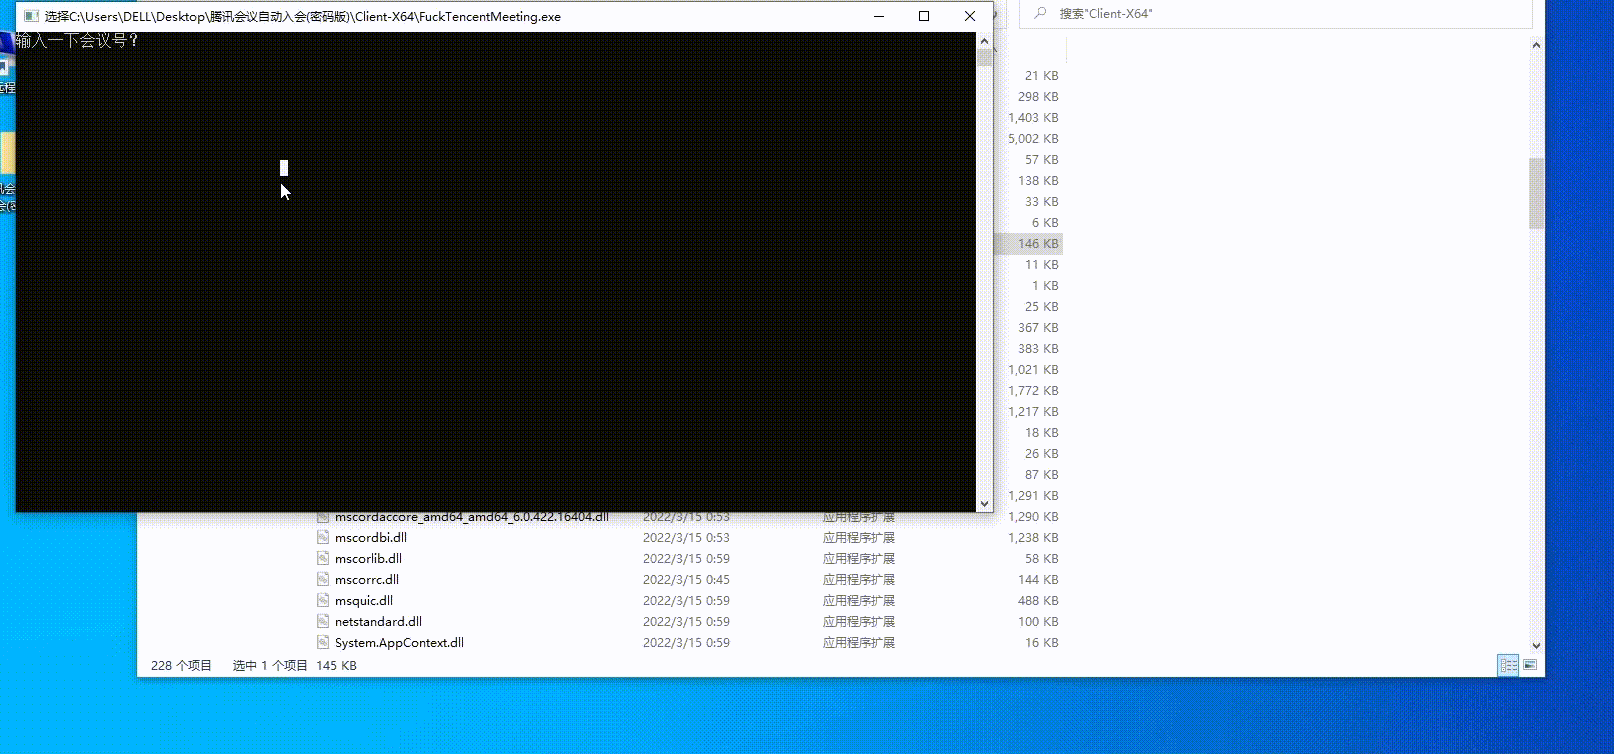 选择C:\Users\DELL\Desktop\腾讯会议自动入会(密码版)\Client-X64\FuckTencentMeeting.exe
搜索"Client-X64"
输入一下会议号?
21 KB
298 KB
1,403 KB
5,002 KB
57 KB
138 KB
33 KB
6 KB
146 KB
11 KB
1 KB
25 KB
367 KB
383 KB
1,021 KB
1,772 KB
1,217 KB
18 KB
26 KB
87 KB
1,291 KB
mscordaccore_amd64_amd64_6.0.422.16404.dll 2022/3/15 0:53 应用程序扩展 1,290 KB
mscordbi.dll 2022/3/15 0:53 应用程序扩展 1,238 KB
mscorlib.dll 2022/3/15 0:59 应用程序扩展 58 KB
mscorrc.dll 2022/3/15 0:45 应用程序扩展 144 KB
msquic.dll 2022/3/15 0:59 应用程序扩展 488 KB
netstandard.dll 2022/3/15 0:59 应用程序扩展 100 KB
System.AppContext.dll 2022/3/15 0:59 应用程序扩展 16 KB
228 个项目 选中 1 个项目 145 KB